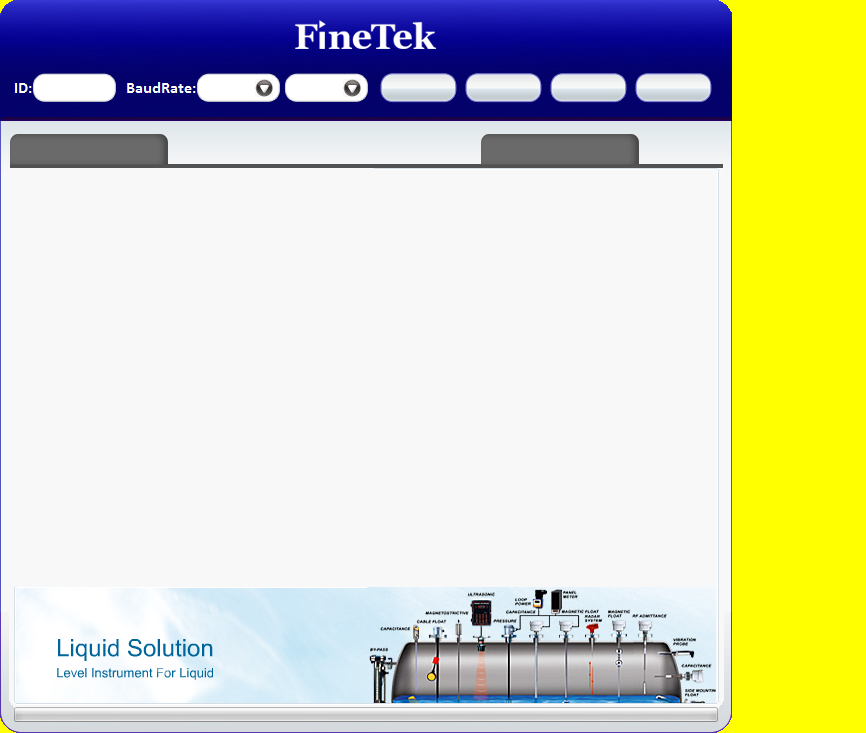 FineTek
ID:
BaudRate:
Liquid Solution
Level Instrument For Liquid
ULTRASONIC
LOOP
POWER
PANEL
METER
MAGNETOSTRICTIVE
CAPACITANCE
MAGNETIC FLOAT
MAGNETIC
FLOAT
CABLE FLOAT
PRESSURE
RADAR
SYSTEM
RF ADMITTANCE
CAPACITANCE
VIBRATION
PROBE
BY-PASS
CAPACITANCE
SIDE MOUNTIN
FLOAT